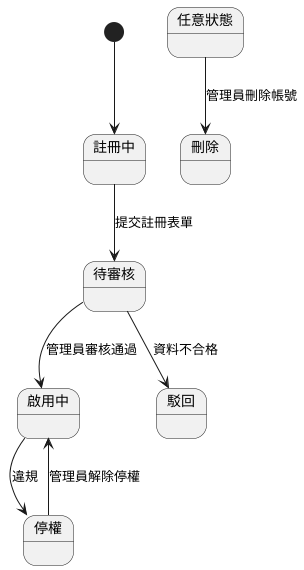 任意狀態
管理員刪除帳號
註冊中
刪除
提交註冊表單
待審核
管理員審核通過
資料不合格
啟用中
駁回
違規
管理員解除停權
停權